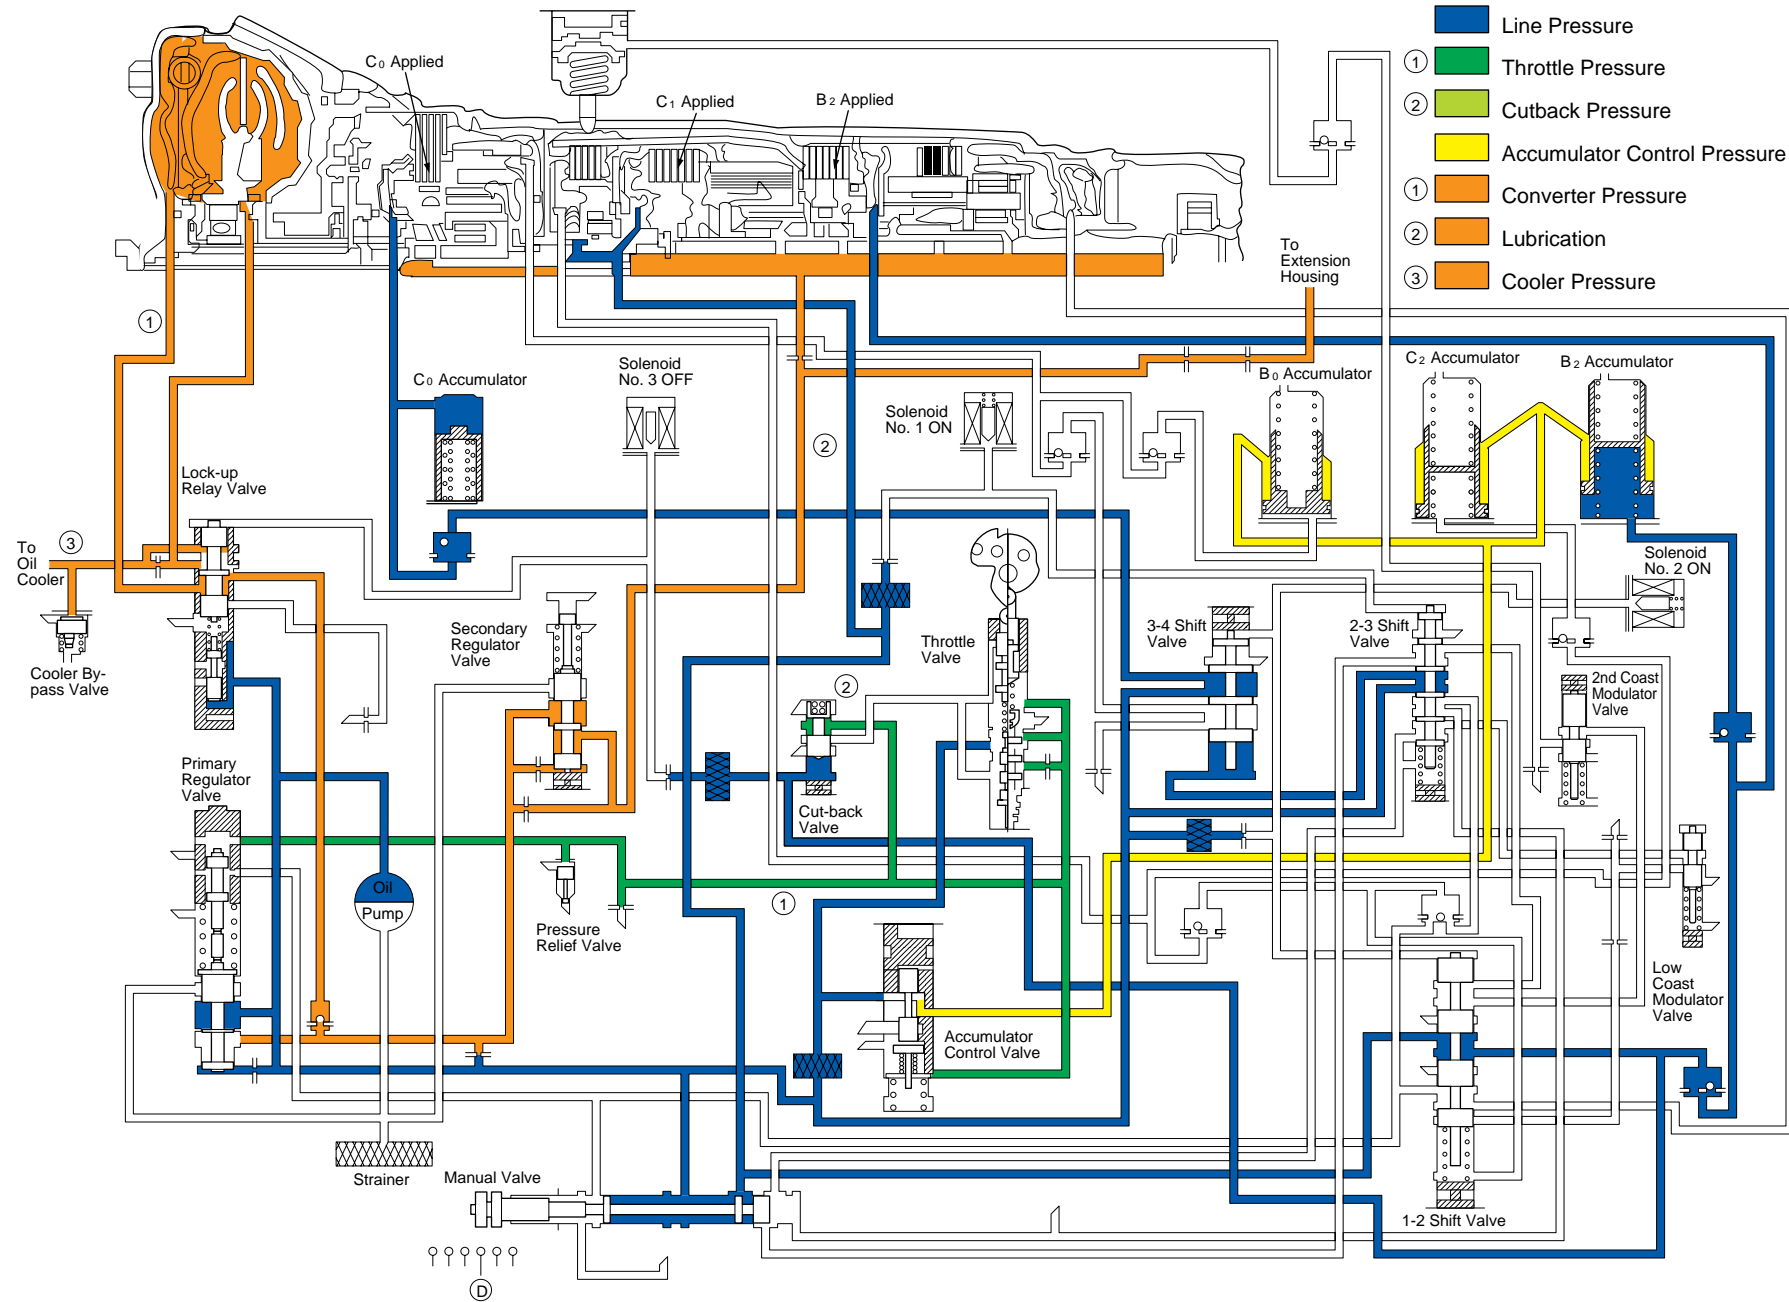 Line Pressure
1 Throttle Pressure
2 Cutback Pressure
Accumulator Control Pressure
1 Converter Pressure
2 Lubrication
3 Cooler Pressure
C0 Applied
C1 Applied
B2 Applied
To
Extension
Housing
1
C0 Accumulator
Solenoid
No. 3 OFF
Solenoid
No. 1 ON
B0 Accumulator
C2 Accumulator
B2 Accumulator
2
Lock-up
Relay Valve
To
Oil
Cooler
3
Solenoid
No. 2 ON
Cooler By-
pass Valve
Secondary
Regulator
Valve
Throttle
Valve
3-4 Shift
Valve
2-3 Shift
Valve
2nd Coast
Modulator
Valve
2
Primary
Regulator
Valve
Cut-back
Valve
Oil
Pump
1
Pressure
Relief Valve
Low
Coast
Modulator
Valve
Accumulator
Control Valve
Strainer
Manual Valve
1-2 Shift Valve
D